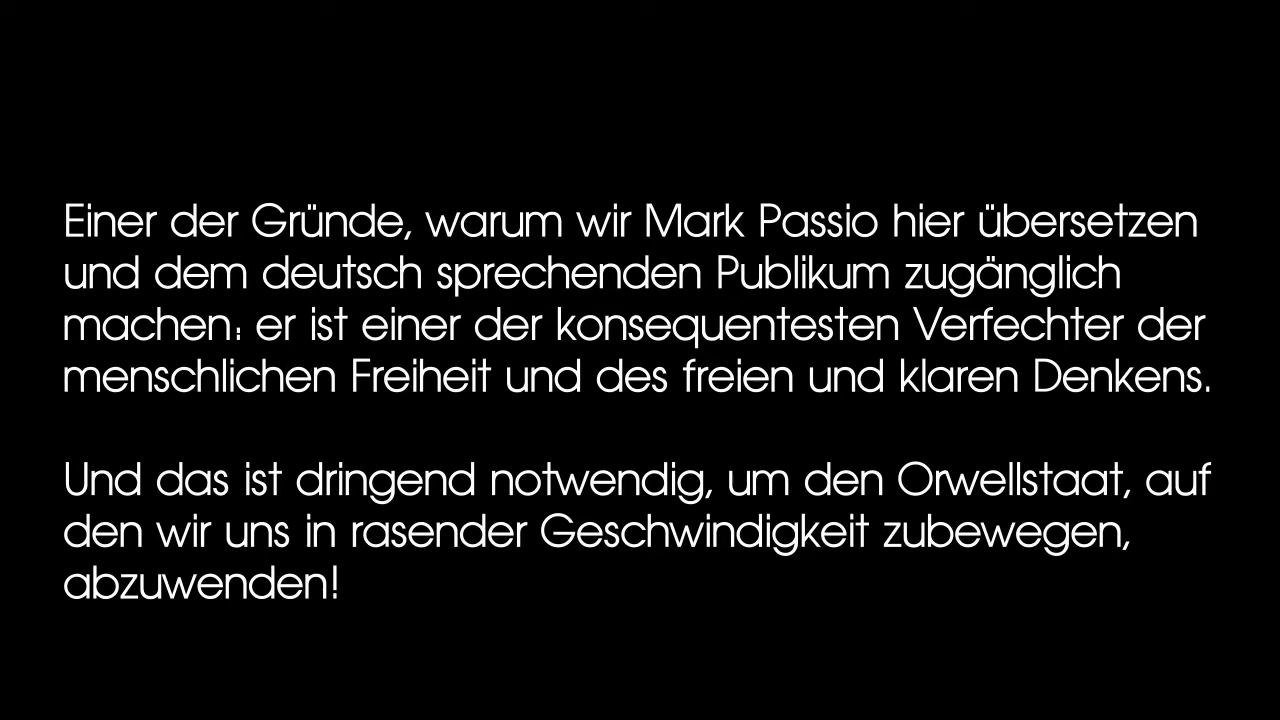 Einer der Gründe, warum wir Mark Passio hier übersetzen
und dem deutsch sprechenden Publikum zugänglich
machen: er ist einer der konsequentesten Verfechter der
menschlichen Freiheit und des freien und klaren Denkens.
Und das ist dringend notwendig, um den Orwellstaat, auf
den wir uns in rasender Geschwindigkeit zubewegen,
abzuwenden!